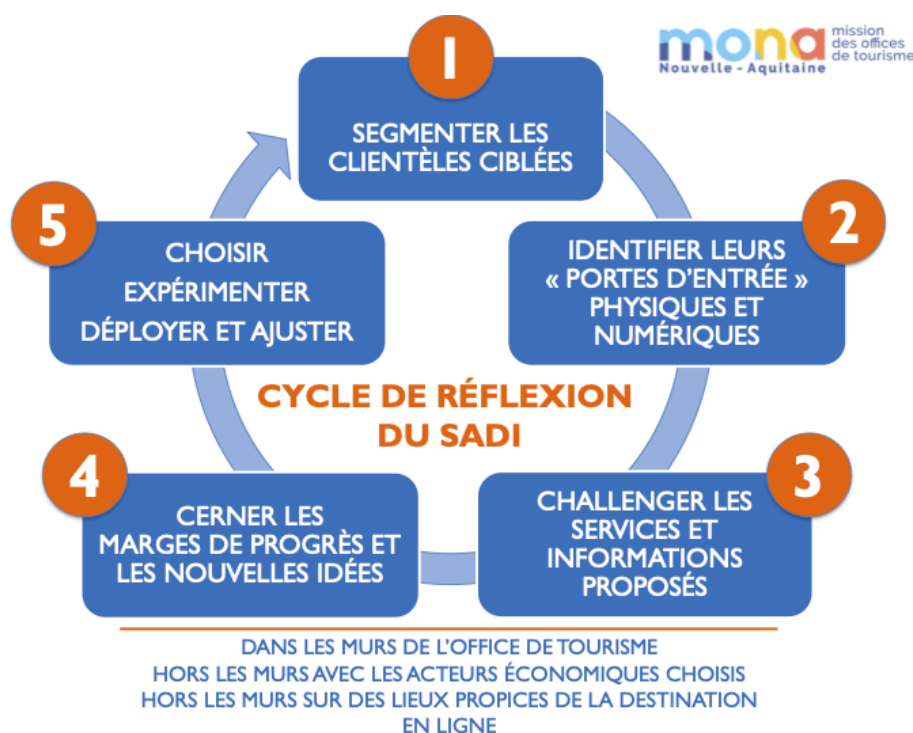 mona
mission
des offices
de tourisme
Nouvelle - Aquitaine
1
SEGMENTER LES
CLIENTÈLES CIBLÉES
2
IDENTIFIER LEURS
« PORTES D'ENTRÉE »
PHYSIQUES ET
NUMÉRIQUES
3
CHALLENGER LES
SERVICES ET
INFORMATIONS
PROPOSÉS
4
CERNER LES
MARGES DE PROGRÈS ET
LES NOUVELLES IDÉES
5
CHOISIR
EXPÉRIMENTER
DÉPLOYER ET AJUSTER
CYCLE DE RÉFLEXION
DU SADI
DANS LES MURS DE L'OFFICE DE TOURISME
HORS LES MURS AVEC LES ACTEURS ÉCONOMIQUES CHOISIS
HORS LES MURS SUR DES LIEUX PROPICES DE LA DESTINATION
EN LIGNE